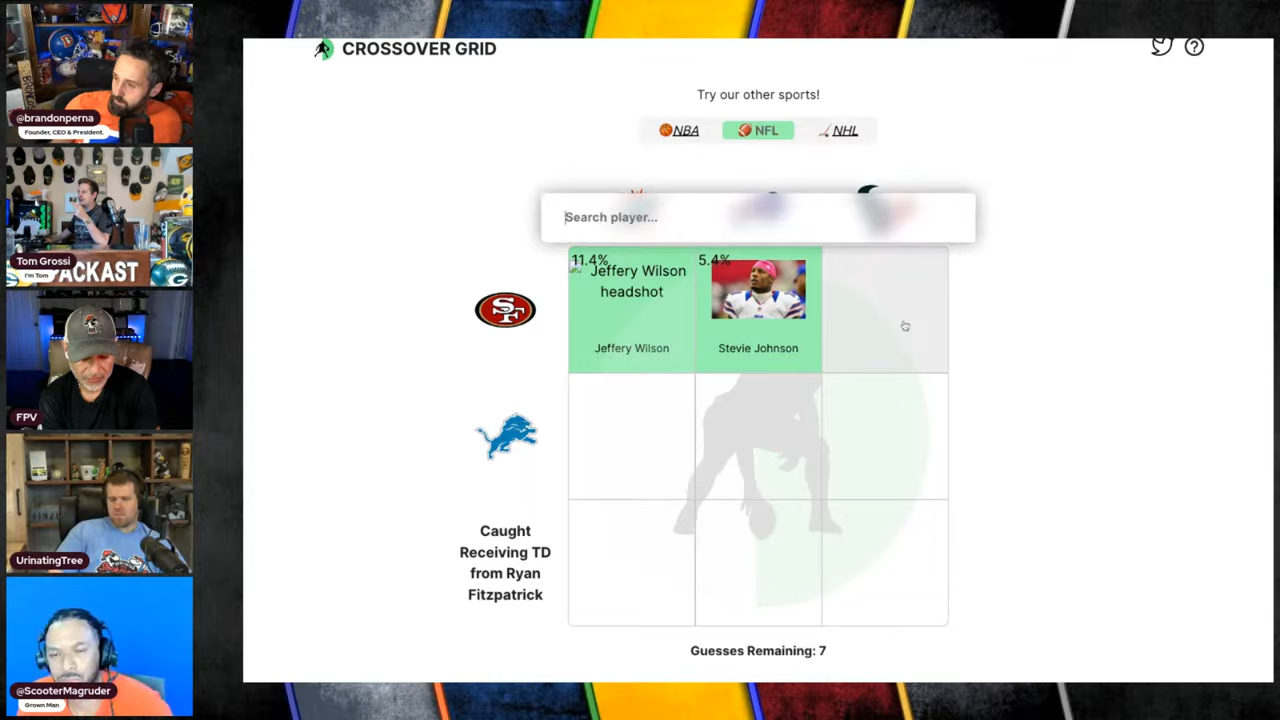 CROSSOVER GRID
Try our other sports!
NBA
NFL
NHL
Search player...
11.4%
Jeffery Wilson
headshot
Jeffery Wilson
5.4%
Stevie Johnson
SF
Caught
Receiving TD
from Ryan
Fitzpatrick
Guesses Remaining: 7
@brandonperna
Founder, CEO & President.
Tom Grossi
I'm Tom
PACKAST
FPV
UrinatingTree
@ScooterMagruder
Grown Man